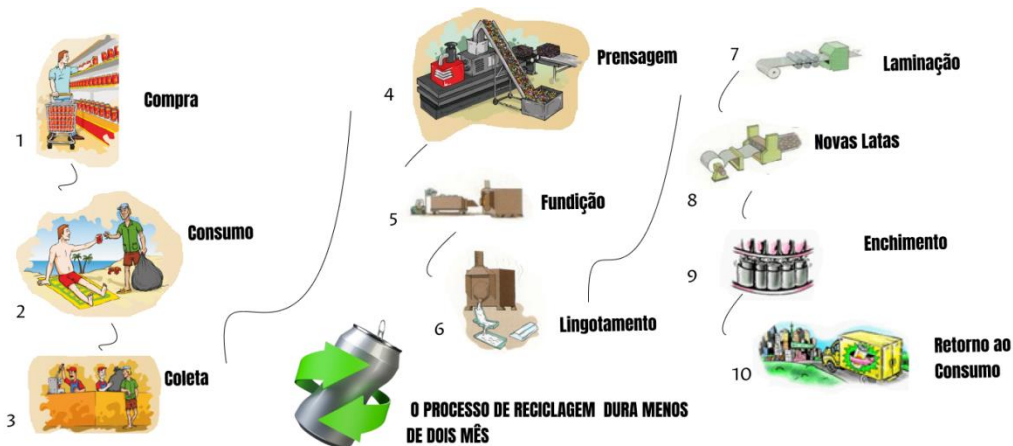 1
Compra
2
Consumo
3
Coleta
4
Prensagem
5
Fundição
6
Lingotamento
7
Laminação
8
Novas Latas
9
Enchimento
10
Retorno ao
Consumo
O PROCESSO DE RECICLAGEM DURA MENOS
DE DOIS MÊS